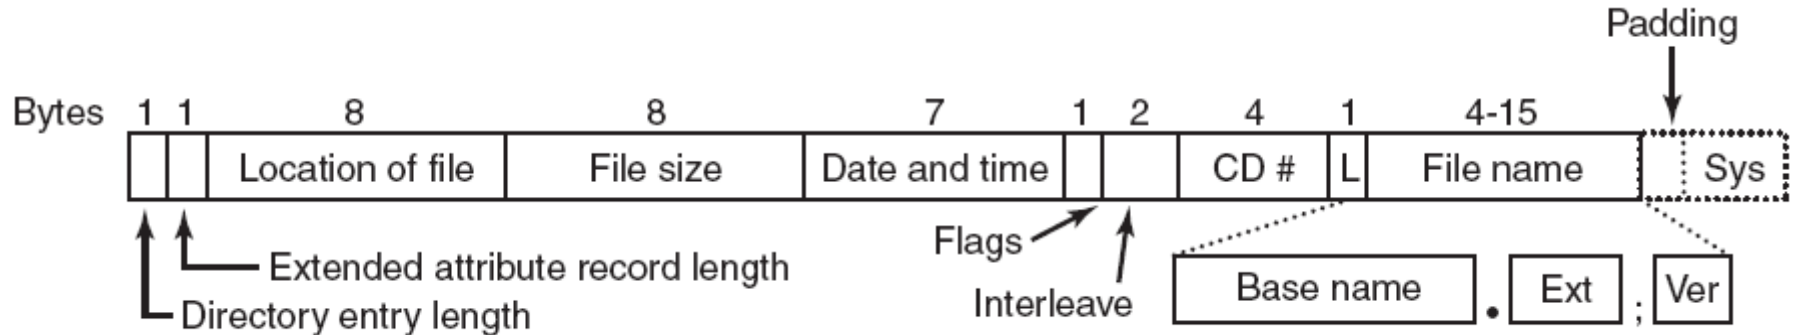 Padding
Bytes 1 1 8 8 7 1 2 4 1 4-15
Location of file File size Date and time CD # L File name Sys
Flags
Extended attribute record length
Interleave
Base name . Ext ; Ver
Directory entry length